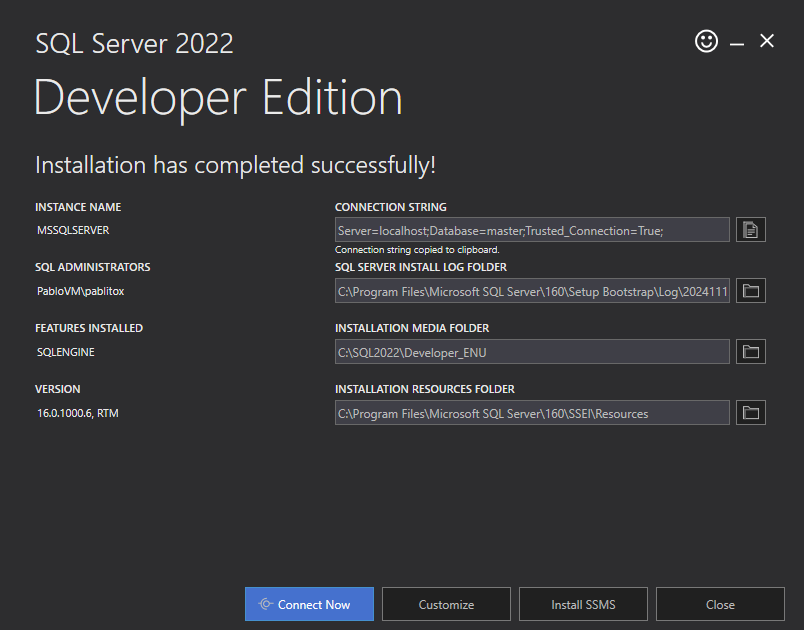 SQL Server 2022
Developer Edition
Installation has completed successfully!
INSTANCE NAME
MSSQLSERVER
CONNECTION STRING
Server=localhost;Database=master;Trusted_Connection=True;
Connection string copied to clipboard.
SQL ADMINISTRATORS
PabloVM\pablitox
SQL SERVER INSTALL LOG FOLDER
C:\Program Files\Microsoft SQL Server\160\Setup Bootstrap\Log\2024111
FEATURES INSTALLED
SQLENGINE
INSTALLATION MEDIA FOLDER
C:\SQL2022\Developer_ENU
VERSION
16.0.1000.6, RTM
INSTALLATION RESOURCES FOLDER
C:\Program Files\Microsoft SQL Server\160\SSEI\Resources
Connect Now
Customize
Install SSMS
Close